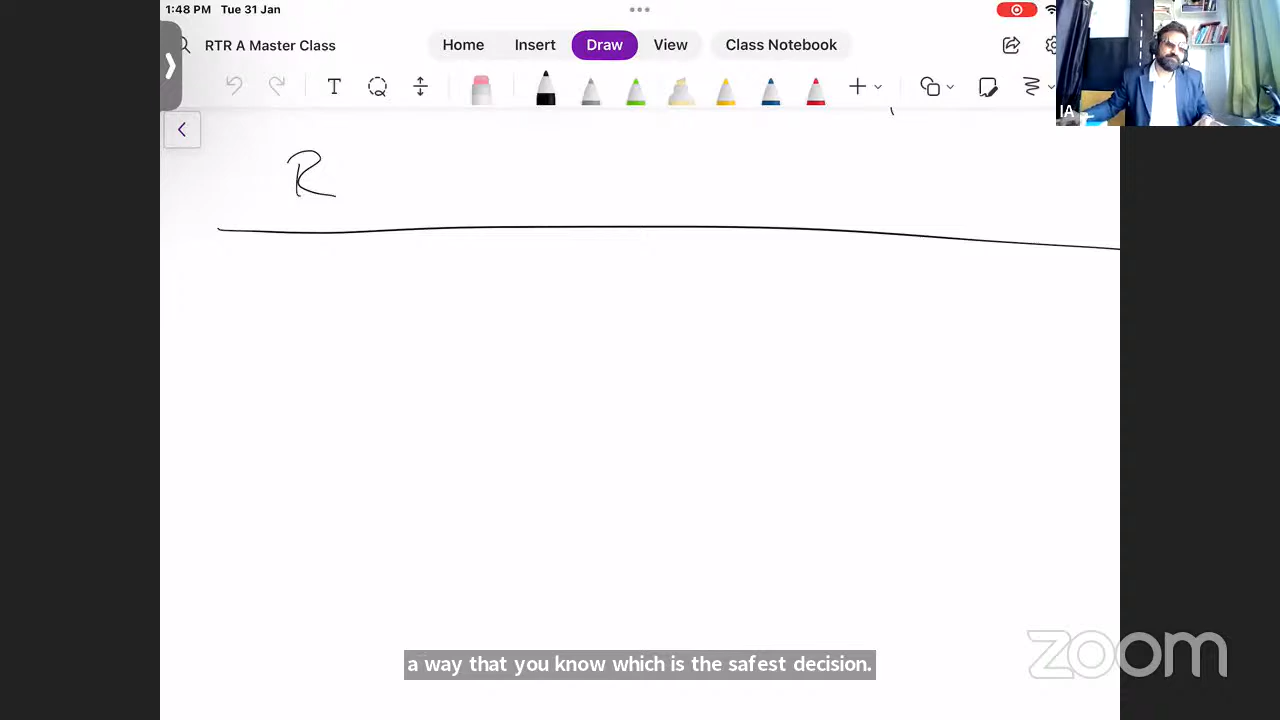 1:48 PM Tue 31 Jan
RTR A Master Class
Home Insert Draw View Class Notebook
T
IA
R
a way that you know which is the safest decision.
zoom